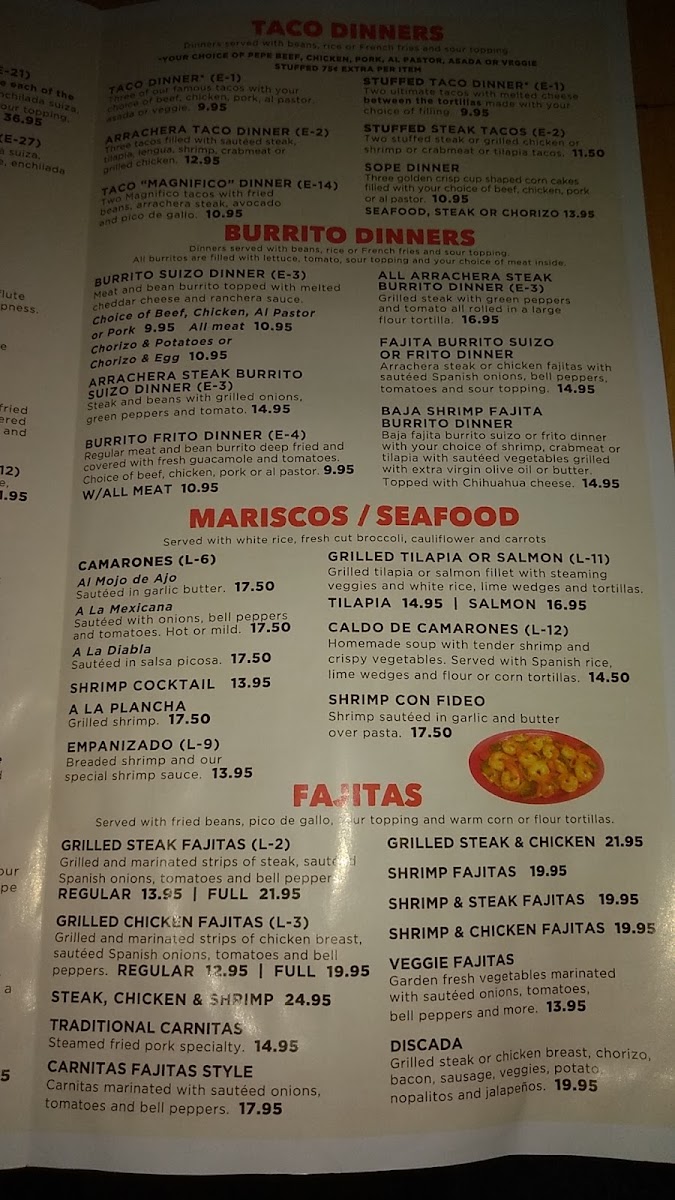 E-21)
e each of the
nchilada suiza,
our topping.
36.95
(E-27)
a suiza,
a, enchilada
flute
pness.
e
fried
ered
and
12)
e,
1.95
our
pe
a
5
TACO DINNERS
Dinners served with beans, rice or French fries and sour topping
*YOUR CHOICE OF PEPE BEEF, CHICKEN, PORK, AL PASTOR, ASADA OR VEGGIE
STUFFED 75¢ EXTRA PER ITEM
TACO DINNER* (E-1)
Three of our famous tacos with your
choice of beef, chicken, pork, al pastor,
asada or veggie. 9.95
ARRACHERA TACO DINNER (E-2)
Three tacos filled with sautéed steak,
tilapia, lengua, shrimp, crabmeat or
grilled chicken. 12.95
TACO "MAGNIFICO" DINNER (E-14)
Two Magnifico tacos with fried
beans, arrachera steak, avocado
and pico de gallo. 10.95
STUFFED TACO DINNER* (E-1)
Two ultimate tacos with melted cheese
between the tortillas made with your
choice of filling. 9.95
STUFFED STEAK TACOS (E-2)
Two stuffed steak or grilled chicken or
shrimp or crabmeat or tilapia tacos. 11.50
SOPE DINNER
Three golden crisp cup shaped corn cakes
filled with your choice of beef, chicken, pork
or al pastor. 10.95
SEAFOOD, STEAK OR CHORIZO 13.95
BURRITO DINNERS
Dinners served with beans, rice or French fries and sour topping.
All burritos are filled with lettuce, tomato, sour topping and your choice of meat inside.
BURRITO SUIZO DINNER (E-3)
Meat and bean burrito topped with melted
cheddar cheese and ranchera sauce.
Choice of Beef, Chicken, Al Pastor
or Pork 9.95 All meat 10.95
Chorizo & Potatoes or
Chorizo & Egg 10.95
ARRACHERA STEAK BURRITO
SUIZO DINNER (E-3)
Steak and beans with grilled onions,
green peppers and tomato. 14.95
BURRITO FRITO DINNER (E-4)
Regular meat and bean burrito deep fried and
covered with fresh guacamole and tomatoes.
Choice of beef, chicken, pork or al pastor. 9.95
W/ALL MEAT 10.95
ALL ARRACHERA STEAK
BURRITO DINNER (E-3)
Grilled steak with green peppers
and tomato all rolled in a large
flour tortilla. 16.95
FAJITA BURRITO SUIZO
OR FRITO DINNER
Arrachera steak or chicken fajitas with
sautéed Spanish onions, bell peppers,
tomatoes and sour topping. 14.95
BAJA SHRIMP FAJITA
BURRITO DINNER
Baja fajita burrito suizo or frito dinner
with your choice of shrimp, crabmeat or
tilapia with sautéed vegetables grilled
with extra virgin olive oil or butter.
Topped with Chihuahua cheese. 14.95
MARISCOS / SEAFOOD
Served with white rice, fresh cut broccoli, cauliflower and carrots
CAMARONES (L-6)
Al Mojo de Ajo
Sautéed in garlic butter. 17.50
A La Mexicana
Sautéed with onions, bell peppers
and tomatoes. Hot or mild. 17.50
A La Diabla
Sautéed in salsa picosa. 17.50
SHRIMP COCKTAIL 13.95
A LA PLANCHA
Grilled shrimp. 17.50
EMPANIZADO (L-9)
Breaded shrimp and our
special shrimp sauce. 13.95
GRILLED TILAPIA OR SALMON (L-11)
Grilled tilapia or salmon fillet with steaming
veggies and white rice, lime wedges and tortillas.
TILAPIA 14.95 | SALMON 16.95
CALDO DE CAMARONES (L-12)
Homemade soup with tender shrimp and
crispy vegetables. Served with Spanish rice,
lime wedges and flour or corn tortillas. 14.50
SHRIMP CON FIDEO
Shrimp sautéed in garlic and butter
over pasta. 17.50
FAJITAS
Served with fried beans, pico de gallo, sour topping and warm corn or flour tortillas.
GRILLED STEAK FAJITAS (L-2)
Grilled and marinated strips of steak, sautéed
Spanish onions, tomatoes and bell pepper
REGULAR 13.95 | FULL 21.95
GRILLED CHICKEN FAJITAS (L-3)
Grilled and marinated strips of chicken breast,
sautéed Spanish onions, tomatoes and bell
peppers. REGULAR 12.95 | FULL 19.95
STEAK, CHICKEN & SHRIMP 24.95
TRADITIONAL CARNITAS
Steamed fried pork specialty. 14.95
CARNITAS FAJITAS STYLE
Carnitas marinated with sautéed onions,
tomatoes and bell peppers. 17.95
GRILLED STEAK & CHICKEN 21.95
SHRIMP FAJITAS 19.95
SHRIMP & STEAK FAJITAS 19.95
SHRIMP & CHICKEN FAJITAS 19.95
VEGGIE FAJITAS
Garden fresh vegetables marinated
with sautéed onions, tomatoes,
bell peppers and more. 13.95
DISCADA
Grilled steak or chicken breast, chorizo,
bacon, sausage, veggies, potato,
nopalitos and jalapeños. 19.95